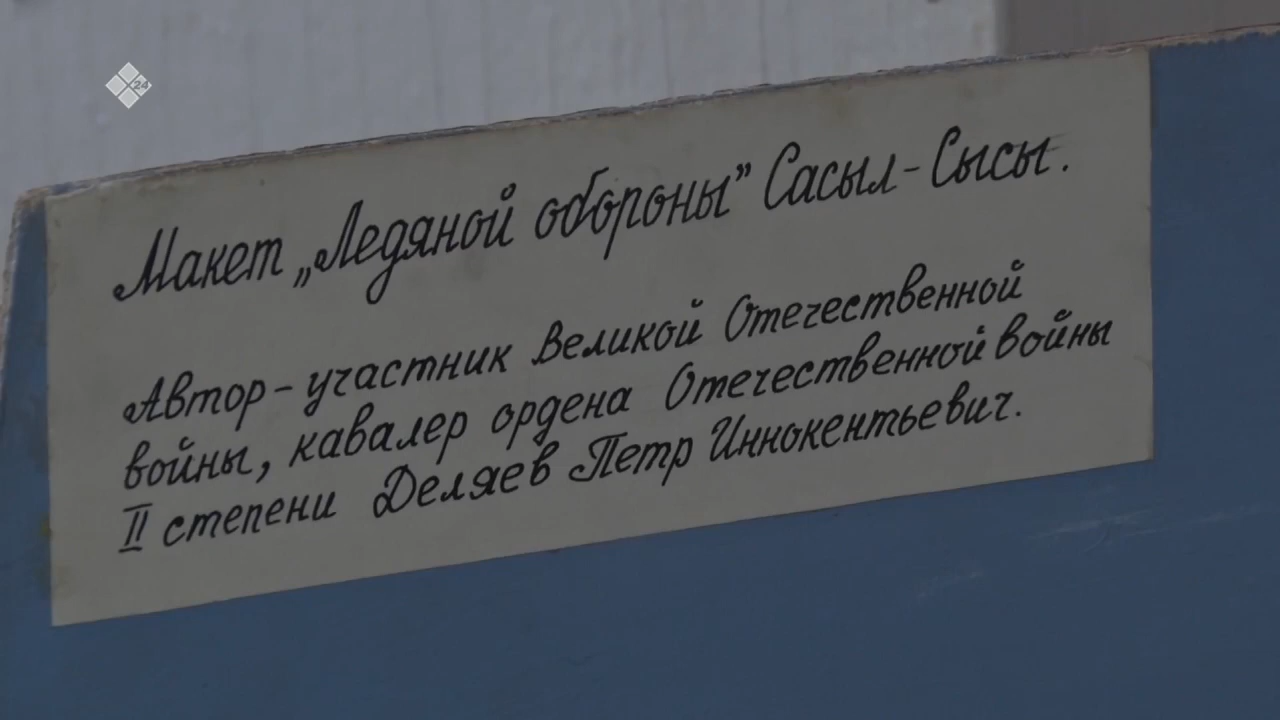 24
Макет „Ледяной обороны” Сасыл-Сысы.
Автор - участник Великой Отечественной
войны, кавалер ордена Отечественной войны
II степени Деляев Петр Иннокентьевич.